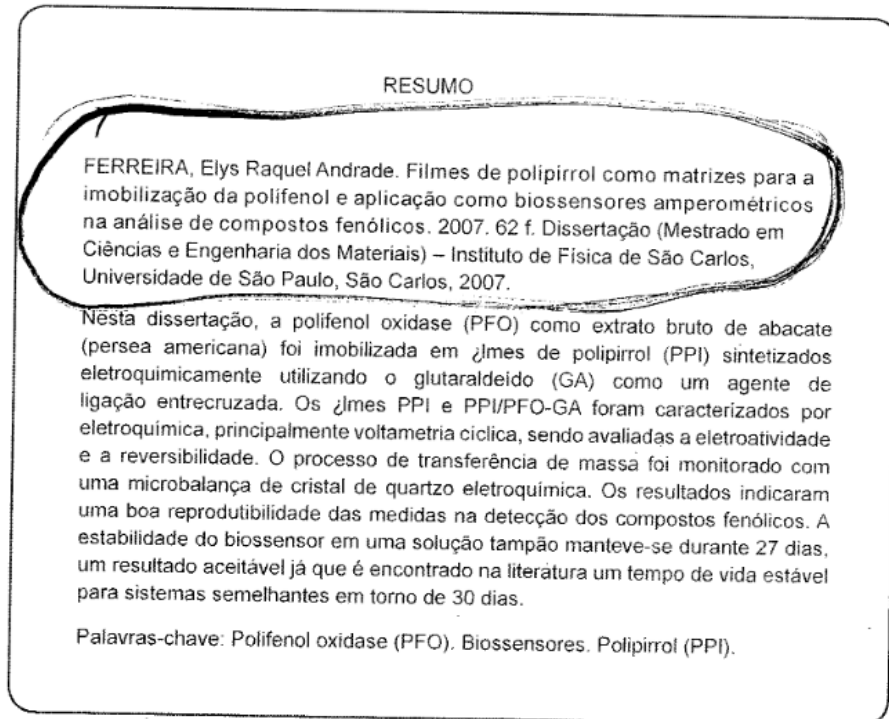 RESUMO
FERREIRA, Elys Raquel Andrade. Filmes de polipirrol como matrizes para a
imobilização da polifenol e aplicação como biossensores amperométricos
na análise de compostos fenólicos. 2007. 62 f. Dissertação (Mestrado em
Ciências e Engenharia dos Materiais) – Instituto de Física de São Carlos,
Universidade de São Paulo, São Carlos, 2007.
Nesta dissertação, a polifenol oxidase (PFO) como extrato bruto de abacate
(persea americana) foi imobilizada em ¿lmes de polipirrol (PPI) sintetizados
eletroquimicamente utilizando o glutaraldeído (GA) como um agente de
ligação entrecruzada. Os ¿lmes PPI e PPI/PFO-GA foram caracterizados por
eletroquímica, principalmente voltametria cíclica, sendo avaliadas a eletroatividade
e a reversibilidade. O processo de transferência de massa foi monitorado com
uma microbalança de cristal de quartzo eletroquímica. Os resultados indicaram
uma boa reprodutibilidade das medidas na detecção dos compostos fenólicos. A
estabilidade do biossensor em uma solução tampão manteve-se durante 27 dias,
um resultado aceitável já que é encontrado na literatura um tempo de vida estável
para sistemas semelhantes em torno de 30 dias.
Palavras-chave: Polifenol oxidase (PFO). Biossensores. Polipirrol (PPI).